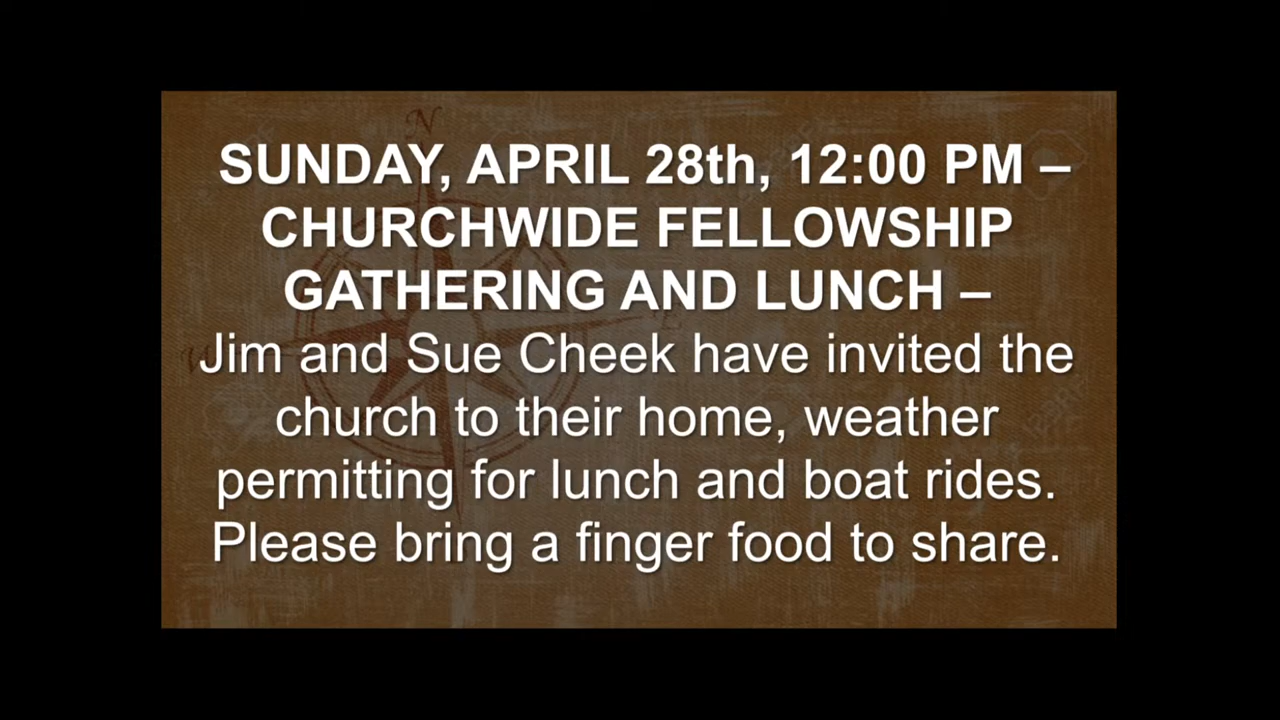 SUNDAY, APRIL 28th, 12:00 PM –
CHURCHWIDE FELLOWSHIP
GATHERING AND LUNCH –
Jim and Sue Cheek have invited the
church to their home, weather
permitting for lunch and boat rides.
Please bring a finger food to share.